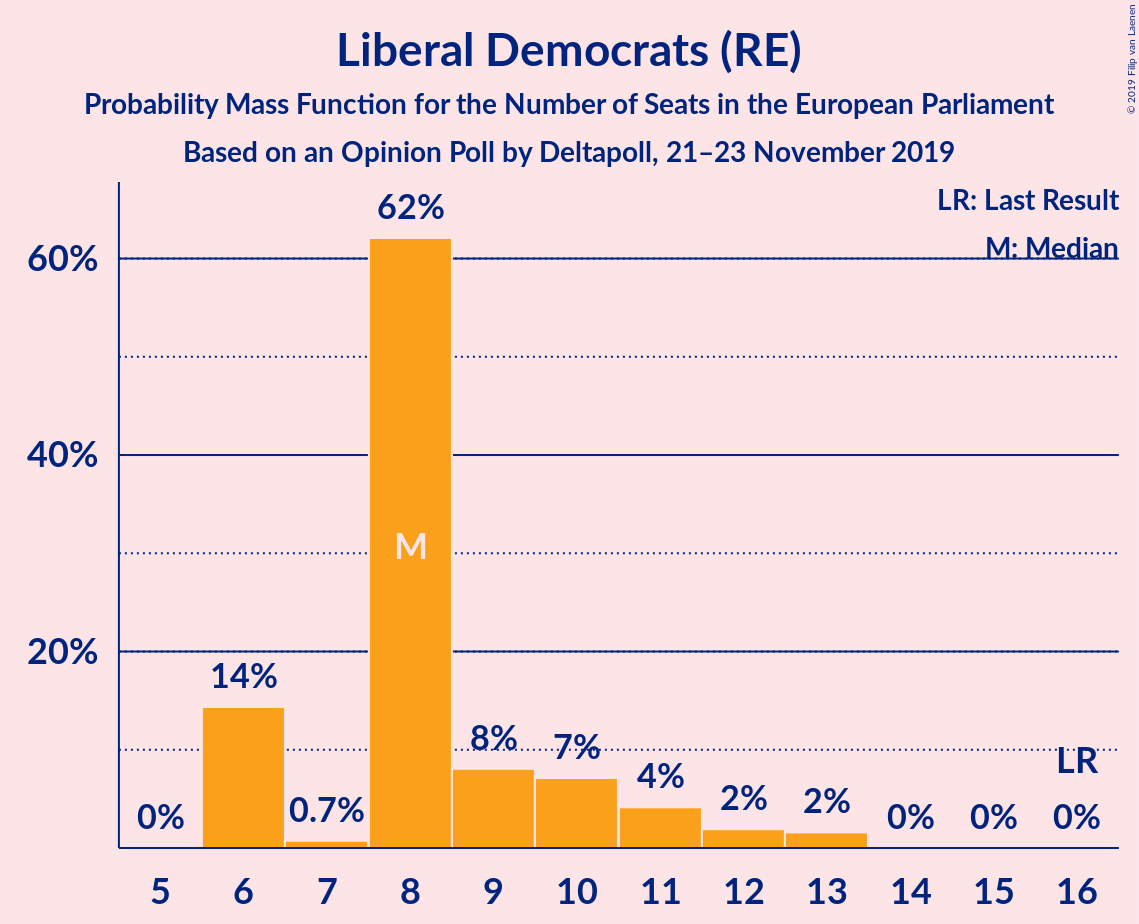 Liberal Democrats (RE)
Probability Mass Function for the Number of Seats in the European Parliament
Based on an Opinion Poll by Deltapoll, 21–23 November 2019
© 2019 Filip van Laenen
LR: Last Result
M: Median
60%
40%
20%
0%
14%
0.7%
62%
M
8%
7%
4%
2%
2%
0%
0%
LR
0%
5 6 7 8 9 10 11 12 13 14 15 16